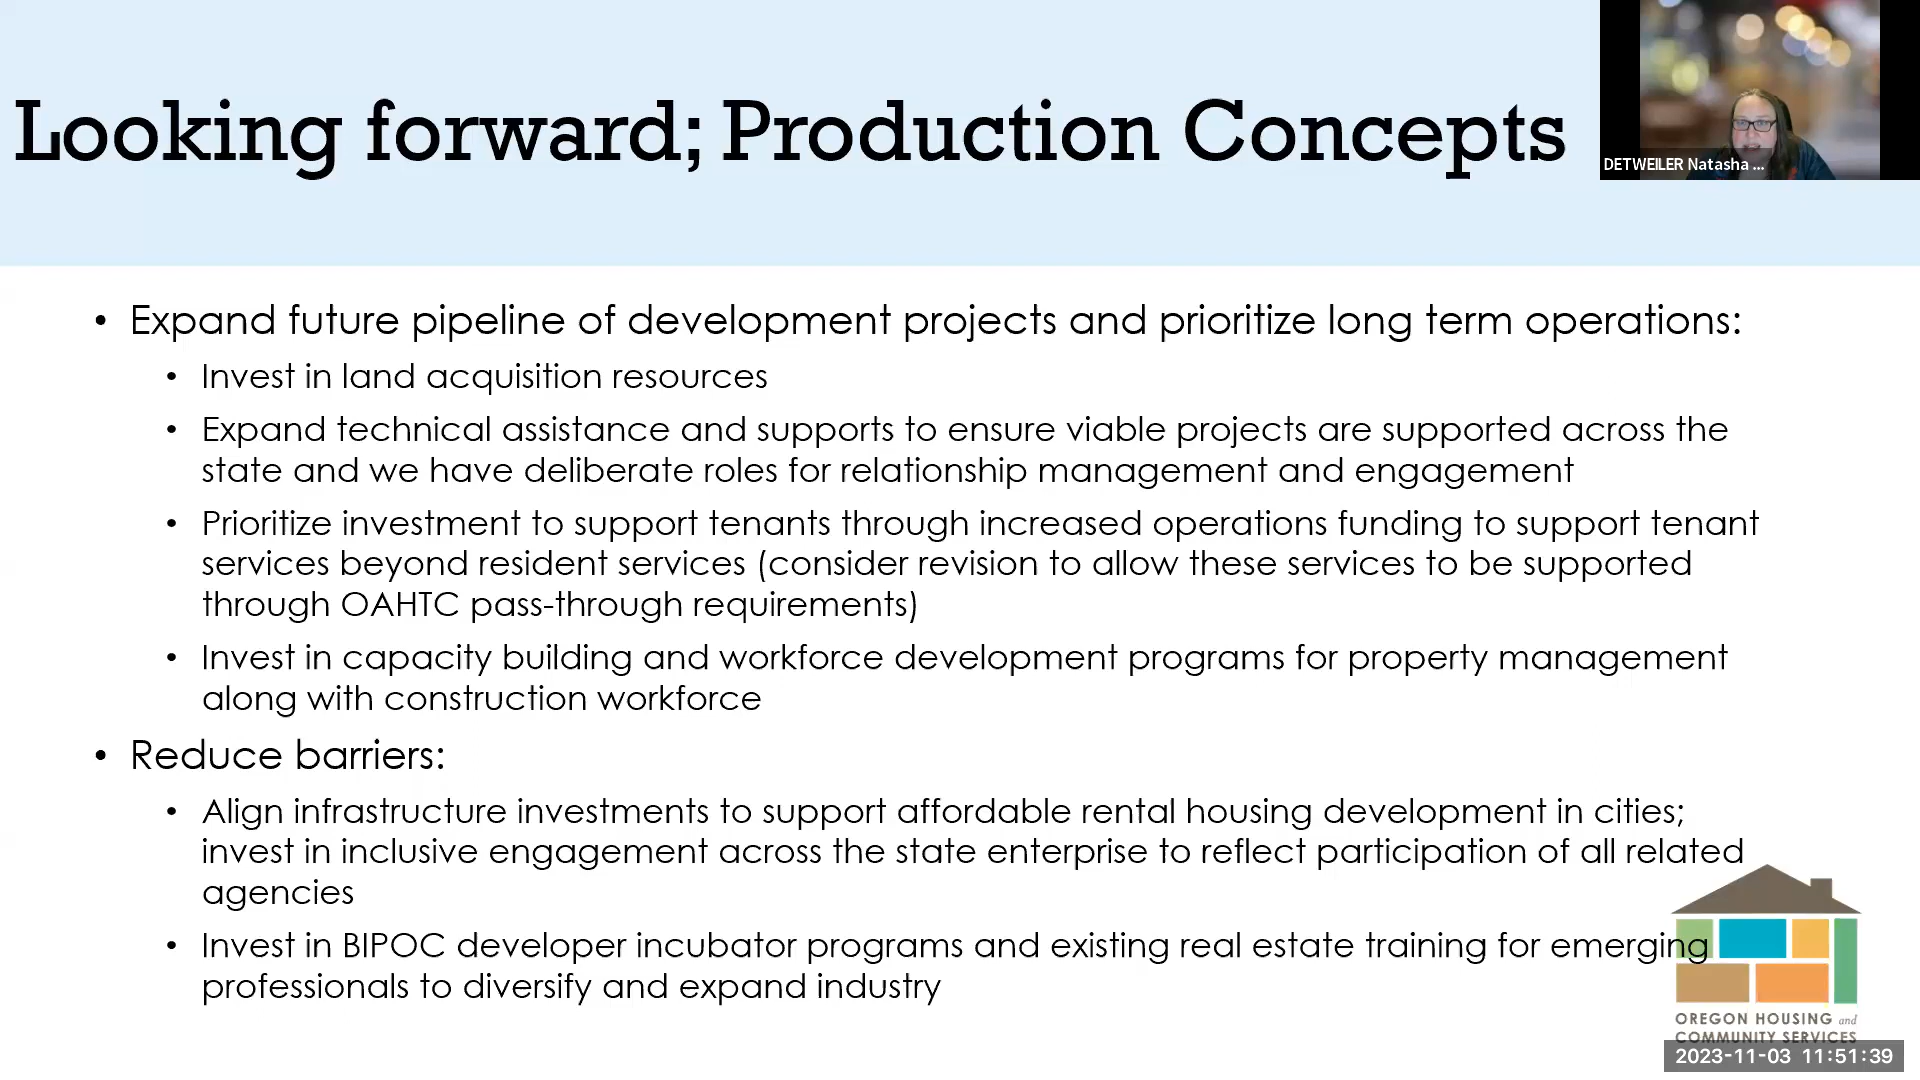 Looking forward; Production Concepts
DETWEILER Natasha ...
• Expand future pipeline of development projects and prioritize long term operations:
• Invest in land acquisition resources
• Expand technical assistance and supports to ensure viable projects are supported across the
state and we have deliberate roles for relationship management and engagement
• Prioritize investment to support tenants through increased operations funding to support tenant
services beyond resident services (consider revision to allow these services to be supported
through OAHTC pass-through requirements)
• Invest in capacity building and workforce development programs for property management
along with construction workforce
• Reduce barriers:
• Align infrastructure investments to support affordable rental housing development in cities;
invest in inclusive engagement across the state enterprise to reflect participation of all related
agencies
• Invest in BIPOC developer incubator programs and existing real estate training for emerging
professionals to diversify and expand industry
OREGON HOUSING and
COMMUNITY SERVICES
2023-11-03 11:51:39